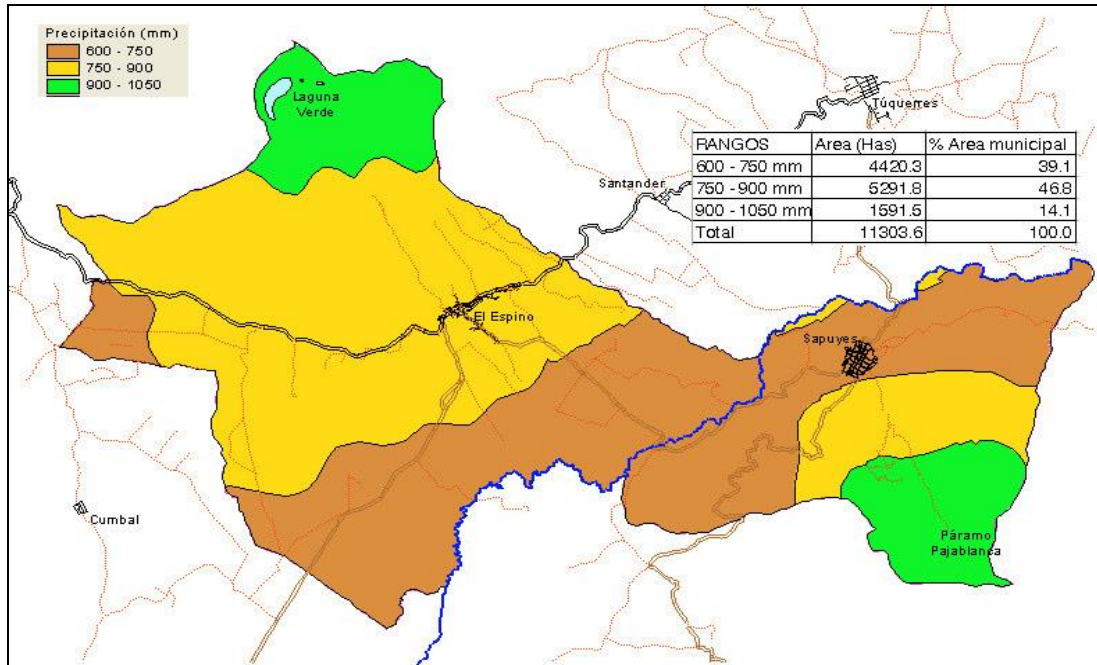 Precipitación (mm)
600 - 750
750 - 900
900 - 1050
Laguna
Verde
Túquerres
RANGOS Area (Has) % Area municipal
600 - 750 mm 4420.3 39.1
750 - 900 mm 5291.8 46.8
900 - 1050 mm 1591.5 14.1
Total 11303.6 100.0
Santander
El Espino
Sapuyes
Cumbal
Páramo
Pajablanca